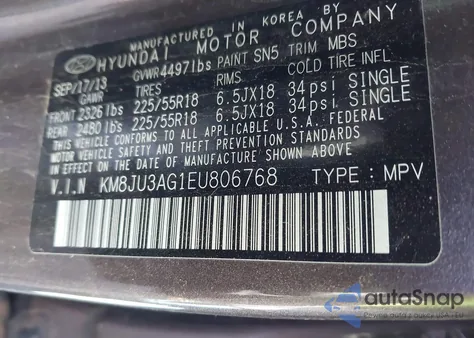 MANUFACTURED IN KOREA BY
HYUNDAI MOTOR COMPANY
SEP/17/13 GVWR 4497lbs PAINT SN5 TRIM MBS
GAWR TIRES RIMS COLD TIRE INFL
FRONT 2526lbs 225/55R18 6.5JX18 34psi SINGLE
REAR 2480lbs 225/55R18 6.5JX18 34psi SINGLE
THIS VEHICLE CONFORMS TO ALL APPLICABLE U.S.A. FEDERAL
MOTOR VEHICLE SAFETY, BUMPER, AND THEFT PREVENTION
STANDARDS IN EFFECT ON THE DATE OF MANUFACTURE SHOWN ABOVE.
V.I.N KM8JU3AG1EU806768 TYPE : MPV
autoSnap